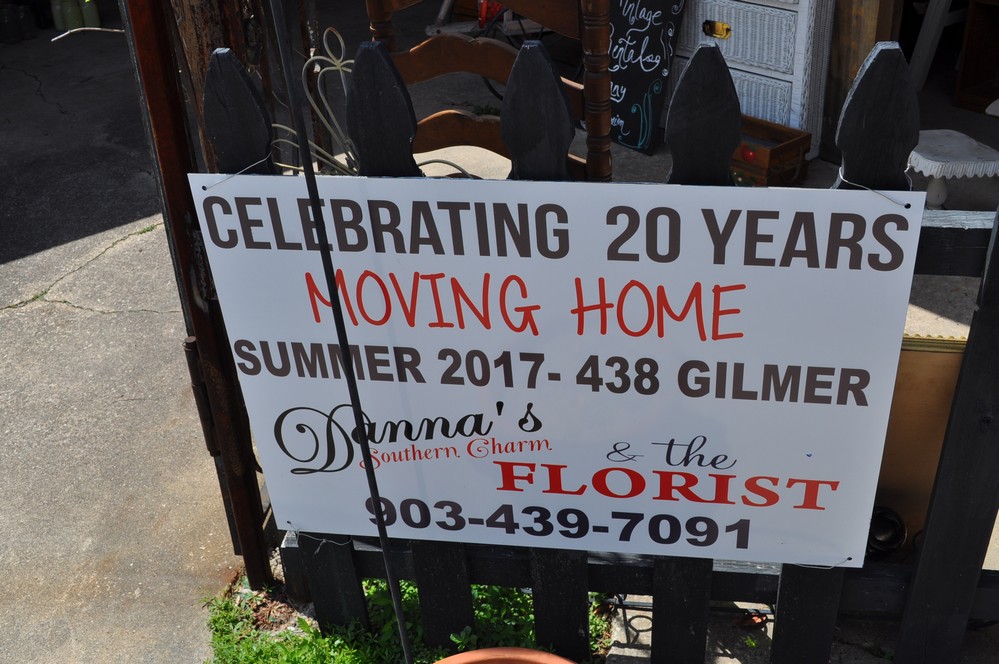 CELEBRATING 20 YEARS
MOVING HOME
SUMMER 2017- 438 GILMER
Danna's
Southern Charm
& the
FLORIST
903-439-7091